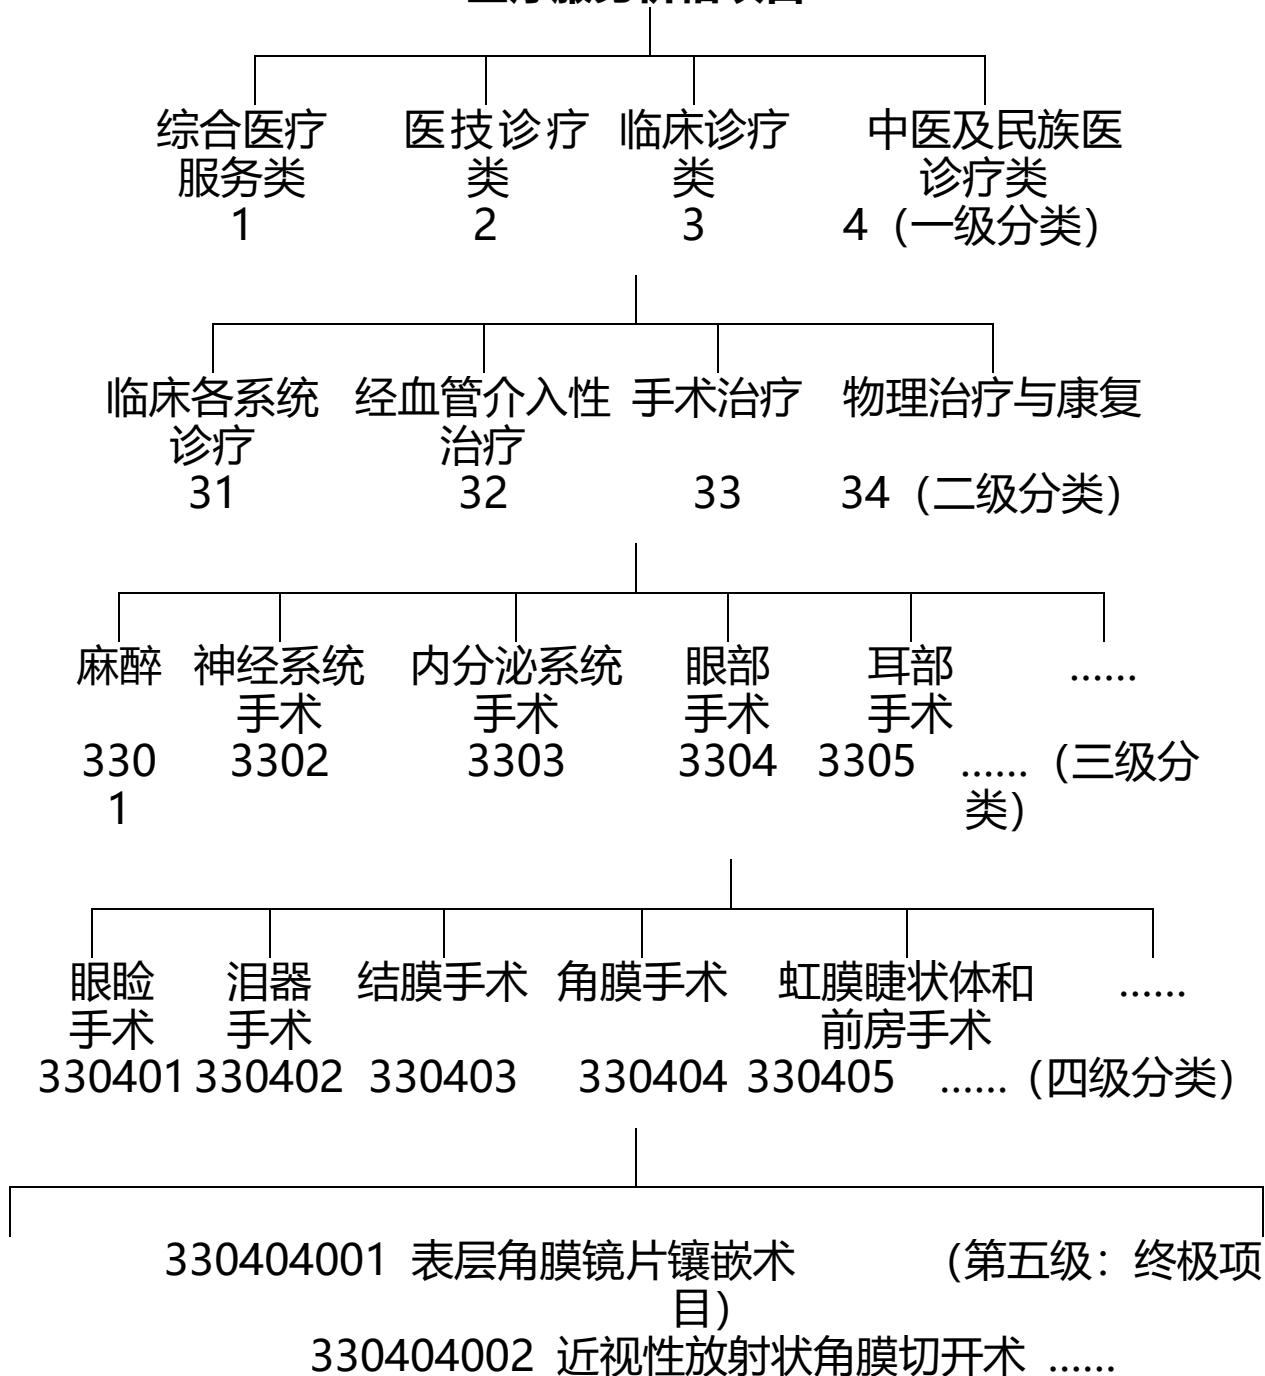 综合医疗 医技诊疗 临床诊疗 中医及民族医
服务类 类 类 诊疗类
1 2 3 4（一级分类）
临床各系统 经血管介入性 手术治疗 物理治疗与康复
诊疗 治疗
31 32 33 34（二级分类）
麻醉 神经系统 内分泌系统 眼部 耳部 ……
手术 手术 手术 手术
330 3302 3303 3304 3305 ……（三级分
1 类）
眼睑 泪器 结膜手术 角膜手术 虹膜睫状体和 ……
手术 手术 前房手术
330401 330402 330403 330404 330405 ……（四级分类）
330404001 表层角膜镜片镶嵌术 （第五级：终极项
目）
330404002 近视性放射状角膜切开术 ……